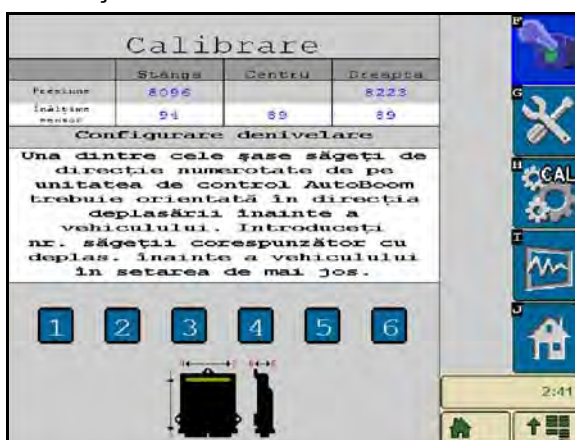 Calibrare
Stânga Centru Dreapta
Presiune 8096 8223
Înălțime senzor 94 89 89
Configurare denivelare
Una dintre cele șase săgeți de
direcție numerotate de pe
unitatea de control AutoBoom
trebuie orientată în direcția
deplasării înainte a
vehiculului. Introduceți
nr. săgeții corespunzător cu
deplas. înainte a vehiculului
în setarea de mai jos.
1 2 3 4 5 6
F
G
H
CAL
I
J
2:41